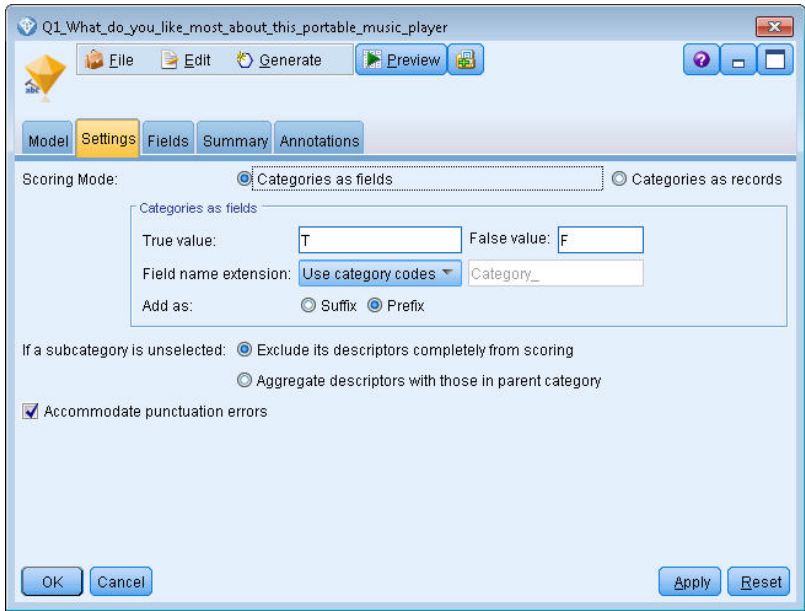 Q1_What_do_you_like_most_about_this_portable_music_player
File Edit Generate Preview
abc
Model Settings Fields Summary Annotations
Scoring Mode: Categories as fields Categories as records
Categories as fields
True value: T False value: F
Field name extension: Use category codes Category_
Add as: Suffix Prefix
If a subcategory is unselected: Exclude its descriptors completely from scoring
Aggregate descriptors with those in parent category
Accommodate punctuation errors
OK Cancel Apply Reset